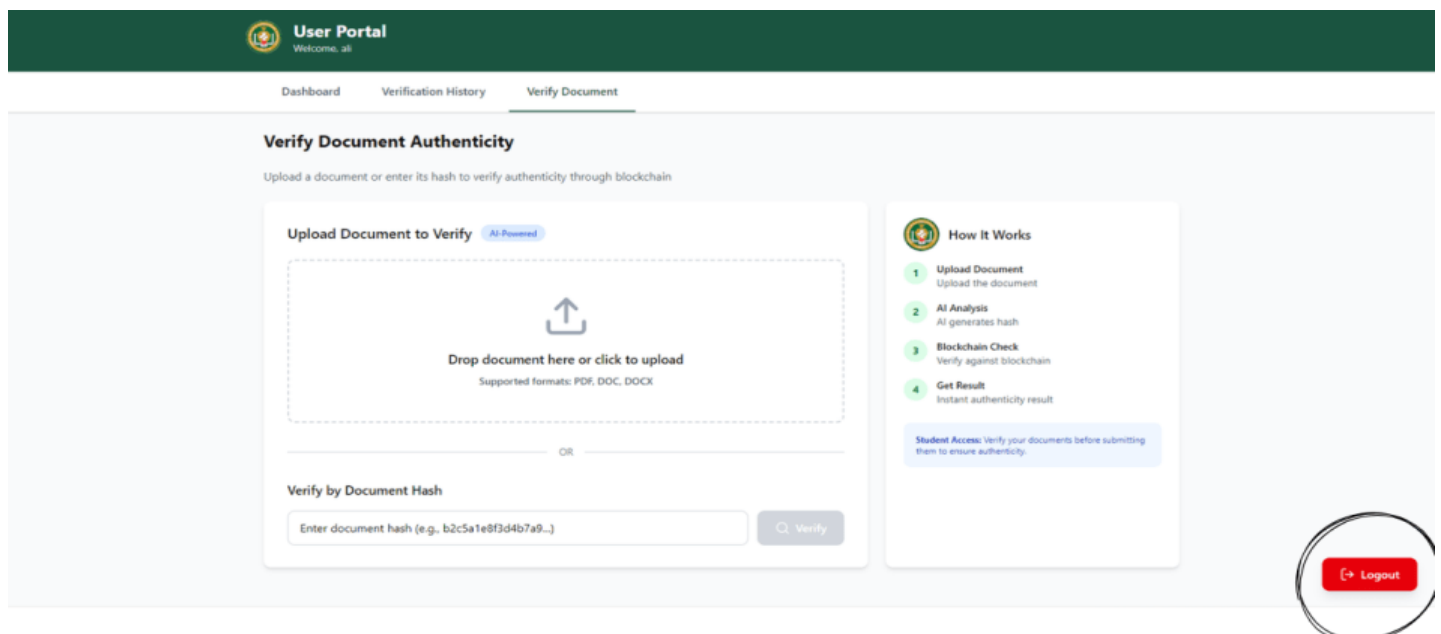 User Portal
Welcome, ali
Dashboard
Verification History
Verify Document
Verify Document Authenticity
Upload a document or enter its hash to verify authenticity through blockchain
Upload Document to Verify
AI-Powered
Drop document here or click to upload
Supported formats: PDF, DOC, DOCX
OR
Verify by Document Hash
Enter document hash (e.g., b2c5a1e8f3d4b7a9...)
Verify
How It Works
1
Upload Document
Upload the document
2
AI Analysis
AI generates hash
3
Blockchain Check
Verify against blockchain
4
Get Result
Instant authenticity result
Student Access: Verify your documents before submitting
them to ensure authenticity.
Logout